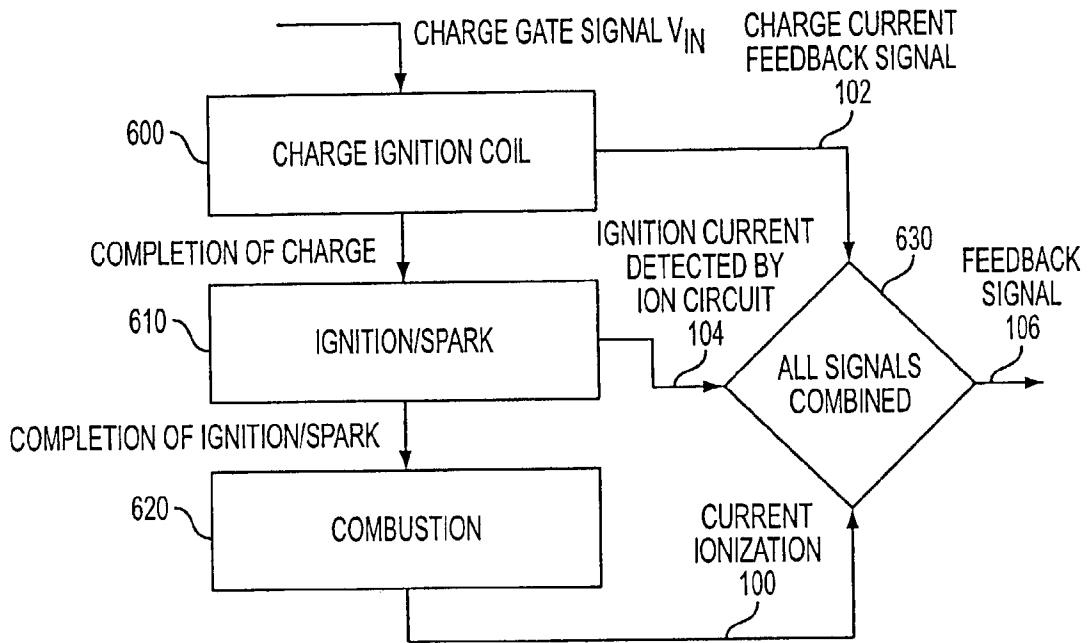 CHARGE GATE SIGNAL VIN
CHARGE CURRENT
FEEDBACK SIGNAL
102
600
CHARGE IGNITION COIL
COMPLETION OF CHARGE
IGNITION CURRENT
DETECTED BY
ION CIRCUIT
104
630
FEEDBACK
SIGNAL
106
610
IGNITION/SPARK
ALL SIGNALS
COMBINED
COMPLETION OF IGNITION/SPARK
620
COMBUSTION
CURRENT
IONIZATION
100